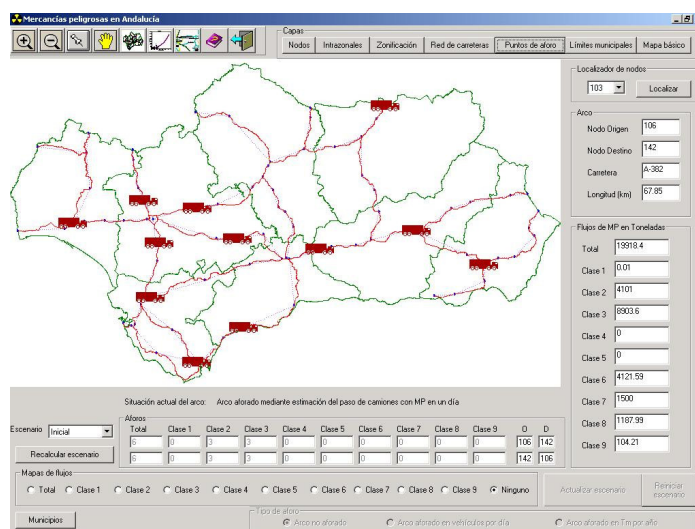 Mercancías peligrosas en Andalucía
Capas
Nodos Intrazonales Zonificación Red de carreteras Puntos de aforo Límites municipales Mapa básico
Localizador de nodos
103 Localizar
Arco
Nodo Origen 106
Nodo Destino 142
Carretera A-382
Longitud (km) 67.85
Flujos de MP en Toneladas
Total 19918.4
Clase 1 0.01
Clase 2 4101
Clase 3 8903.6
Clase 4 0
Clase 5 0
Clase 6 4121.59
Clase 7 1500
Clase 8 1187.99
Clase 9 104.21
Situación actual del arco: Arco aforado mediante estimación del paso de camiones con MP en un día
Escenario Inicial
Recalcular escenario
Aforos
Total Clase 1 Clase 2 Clase 3 Clase 4 Clase 5 Clase 6 Clase 7 Clase 8 Clase 9 O D
6 0 3 3 0 0 0 0 0 0 106 142
6 0 3 3 0 0 0 0 0 0 142 106
Mapas de flujos
Total Clase 1 Clase 2 Clase 3 Clase 4 Clase 5 Clase 6 Clase 7 Clase 8 Clase 9 Ninguno
Actualizar escenario
Reiniciar
escenario
Municipios
Tipo de aforo
Arco no aforado Arco aforado en vehículos por día Arco aforado en Tm por año